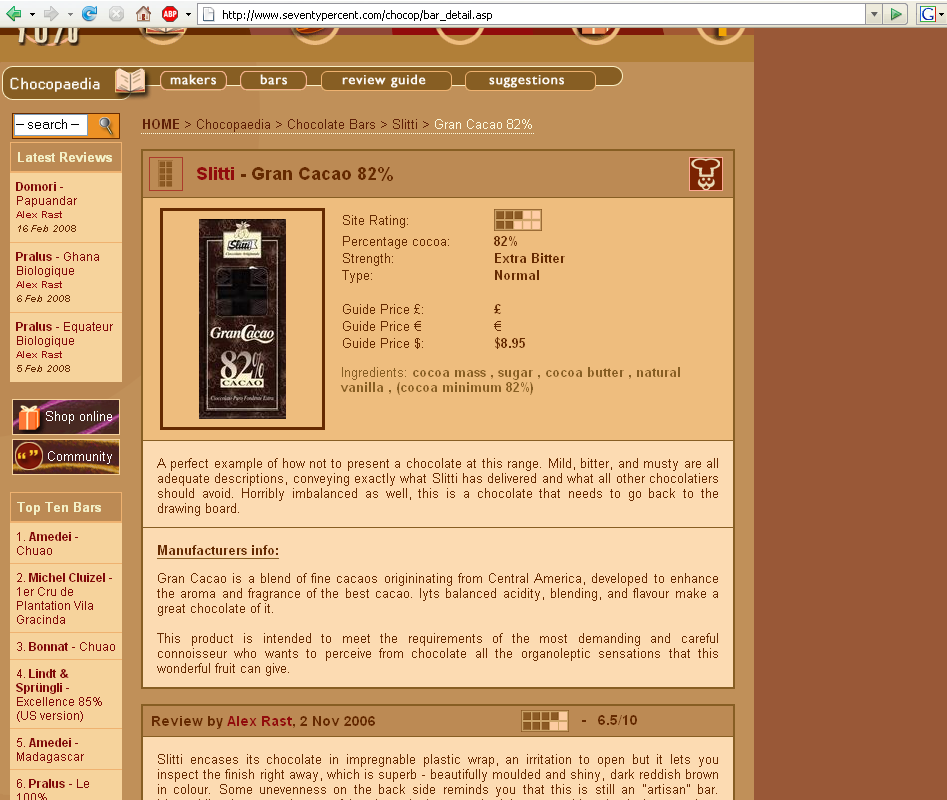 http://www.seventypercent.com/chocop/bar_detail.asp
ABP
G
70%
Chocopaedia
makers
bars
review guide
suggestions
-- search --
HOME > Chocopaedia > Chocolate Bars > Slitti > Gran Cacao 82%
Latest Reviews
Domori -
Papuandar
Alex Rast
16 Feb 2008
Pralus - Ghana
Biologique
Alex Rast
6 Feb 2008
Pralus - Equateur
Biologique
Alex Rast
5 Feb 2008
Shop online
Community
Top Ten Bars
1. Amedei -
Chuao
2. Michel Cluizel -
1er Cru de
Plantation Vila
Gracinda
3. Bonnat - Chuao
4. Lindt &
Sprüngli -
Excellence 85%
(US version)
5. Amedei -
Madagascar
6. Pralus - Le
100%
Slitti - Gran Cacao 82%
Slitti
GranCacao
82%
CACAO
Cioccolato Puro Fondente Extra
Site Rating:
Percentage cocoa: 82%
Strength: Extra Bitter
Type: Normal
Guide Price £: £
Guide Price € €
Guide Price $: $8.95
Ingredients: cocoa mass , sugar , cocoa butter , natural
vanilla , (cocoa minimum 82%)
A perfect example of how not to present a chocolate at this range. Mild, bitter, and musty are all
adequate descriptions, conveying exactly what Slitti has delivered and what all other chocolatiers
should avoid. Horribly imbalanced as well, this is a chocolate that needs to go back to the
drawing board.
Manufacturers info:
Gran Cacao is a blend of fine cacaos origininating from Central America, developed to enhance
the aroma and fragrance of the best cacao. Iyts balanced acidity, blending, and flavour make a
great chocolate of it.
This product is intended to meet the requirements of the most demanding and careful
connoisseur who wants to perceive from chocolate all the organoleptic sensations that this
wonderful fruit can give.
Review by Alex Rast, 2 Nov 2006 - 6.5/10
Slitti encases its chocolate in impregnable plastic wrap, an irritation to open but it lets you
inspect the finish right away, which is superb - beautifully moulded and shiny, dark reddish brown
in colour. Some unevenness on the back side reminds you that this is still an "artisan" bar.